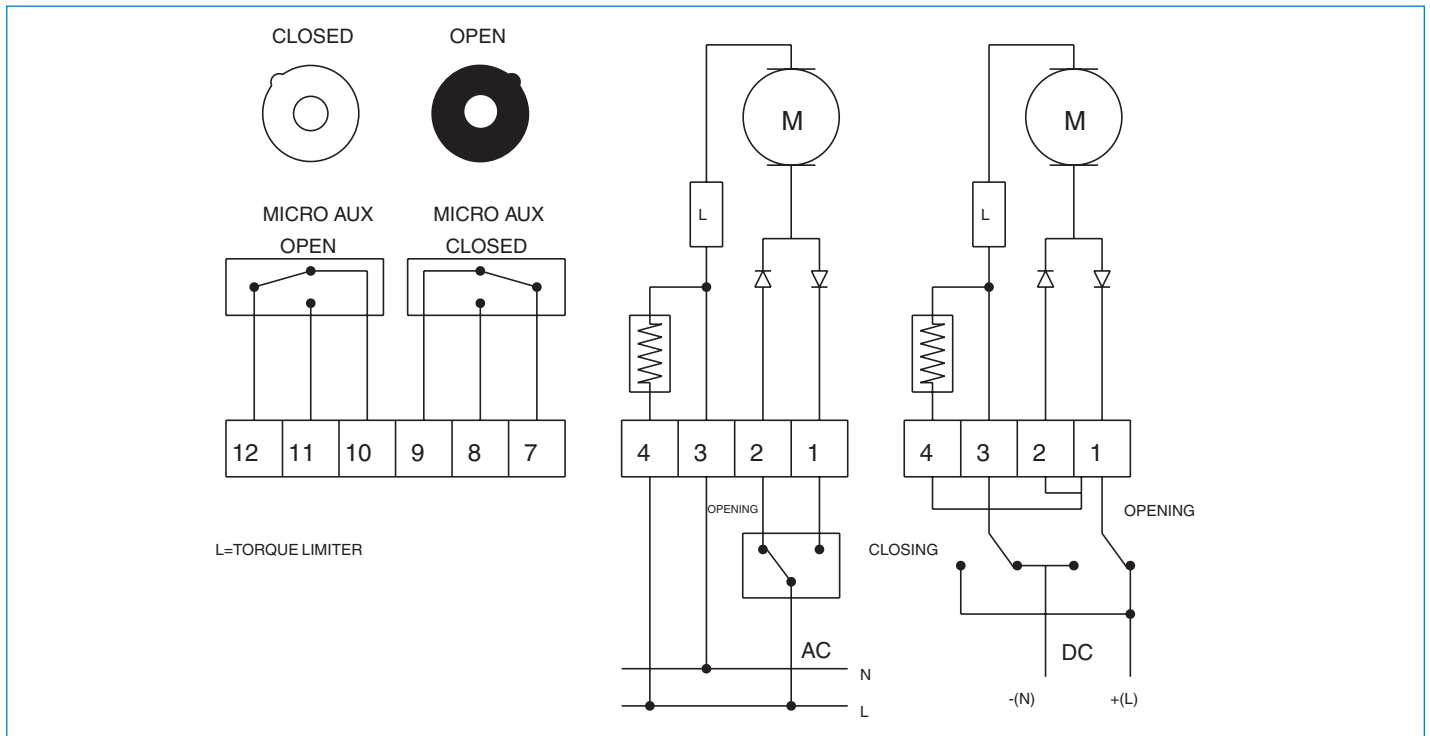 CLOSED
OPEN
MICRO AUX
OPEN
MICRO AUX
CLOSED
12 11 10 9 8 7
L=TORQUE LIMITER
M
L
4 3 2 1
OPENING
AC
N
L
M
L
4 3 2 1
OPENING
CLOSING
DC
-(N)
+(L)